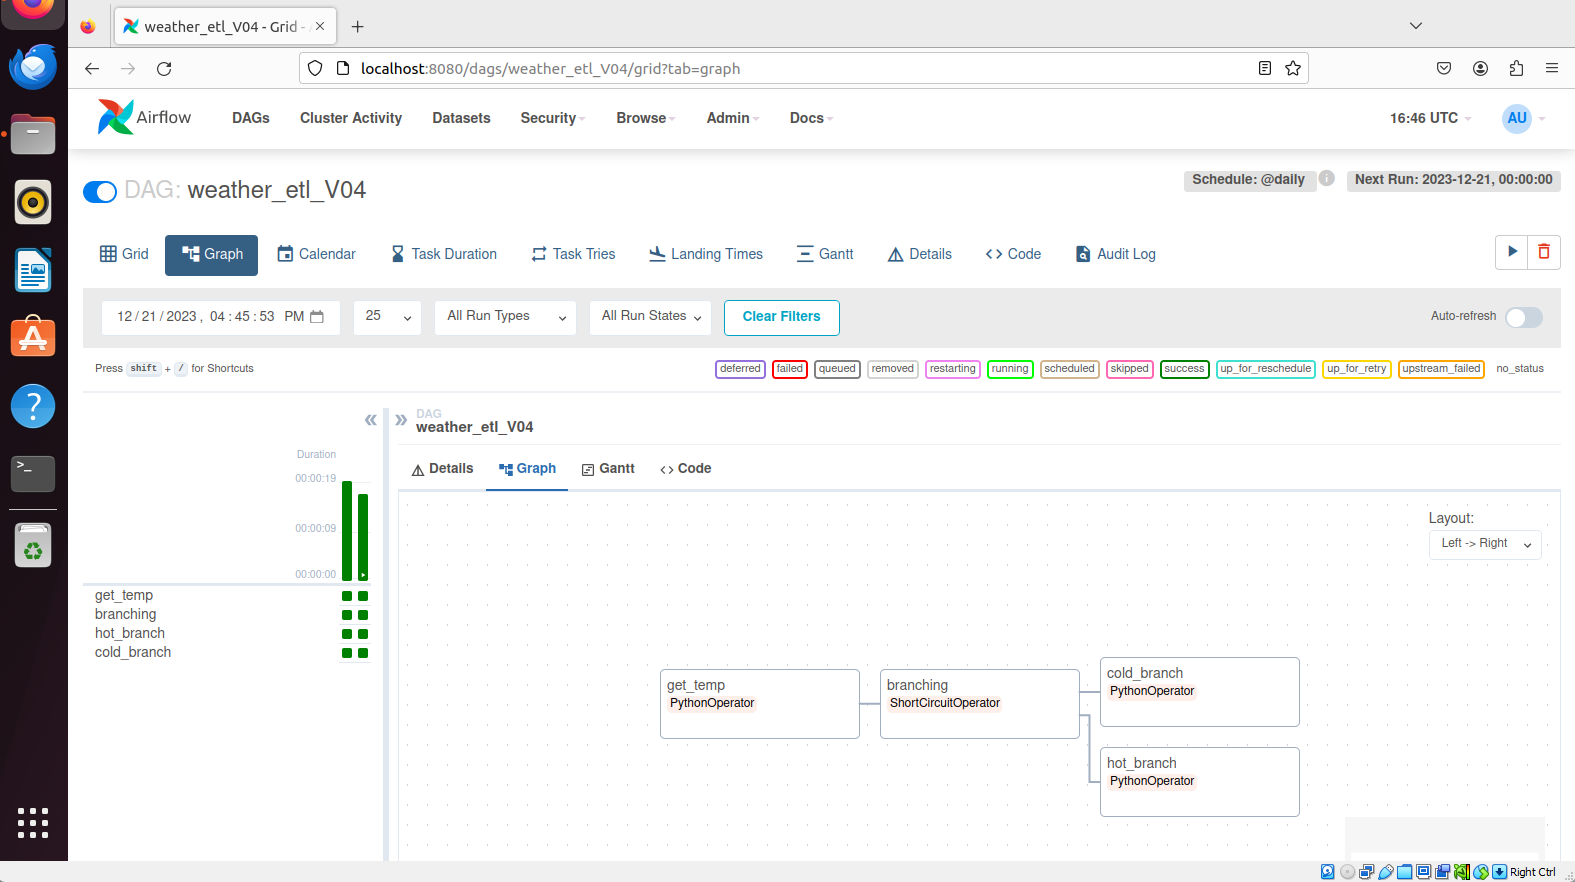 weather_etl_V04 - Grid -
localhost:8080/dags/weather_etl_V04/grid?tab=graph
Airflow
DAGs
Cluster Activity
Datasets
Security
Browse
Admin
Docs
16:46 UTC
AU
DAG: weather_etl_V04
Schedule: @daily
Next Run: 2023-12-21, 00:00:00
Grid
Graph
Calendar
Task Duration
Task Tries
Landing Times
Gantt
Details
Code
Audit Log
12/21/2023, 04:45:53 PM
25
All Run Types
All Run States
Clear Filters
Auto-refresh
Press shift + / for Shortcuts
deferred
failed
queued
removed
restarting
running
scheduled
skipped
success
up_for_reschedule
up_for_retry
upstream_failed
no_status
DAG
weather_etl_V04
Duration
00:00:19
00:00:09
00:00:00
get_temp
branching
hot_branch
cold_branch
Details
Graph
Gantt
Code
Layout:
Left -> Right
get_temp
PythonOperator
branching
ShortCircuitOperator
cold_branch
PythonOperator
hot_branch
PythonOperator
Right Ctrl